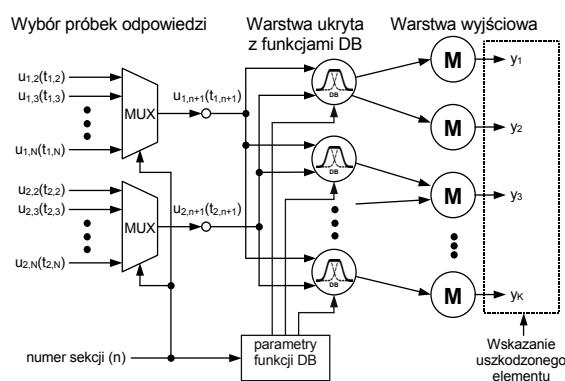 Wybór próbek odpowiedzi
Warstwa ukryta
z funkcjami DB
Warstwa wyjściowa
u1,2(t1,2)
u1,3(t1,3)
u1,N(t1,N)
MUX
u1,n+1(t1,n+1)
u2,2(t2,2)
u2,3(t2,3)
u2,N(t2,N)
MUX
u2,n+1(t2,n+1)
DB
DB
DB
M
y1
M
y2
M
y3
M
yK
numer sekcji (n)
parametry
funkcji DB
Wskazanie
uszkodzonego
elementu